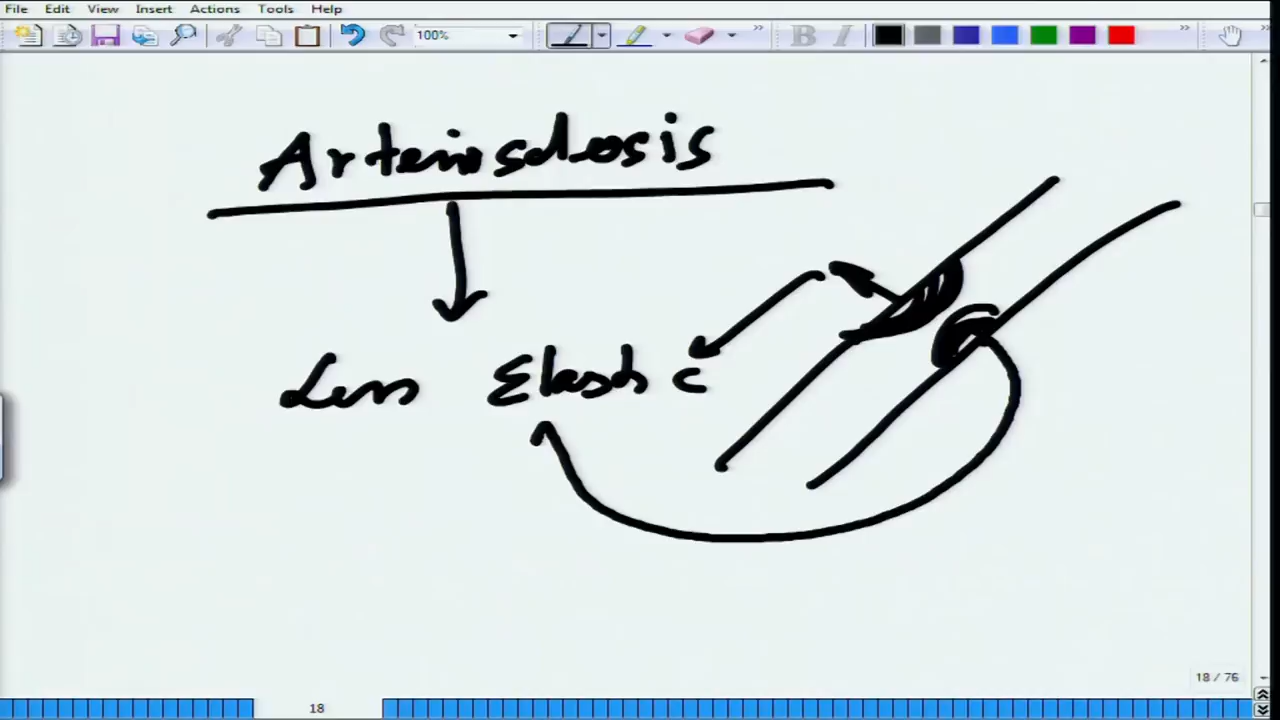 File Edit View Insert Actions Tools Help
100%
B I
Arteriosclosis
Less Elastic
18 / 76
18